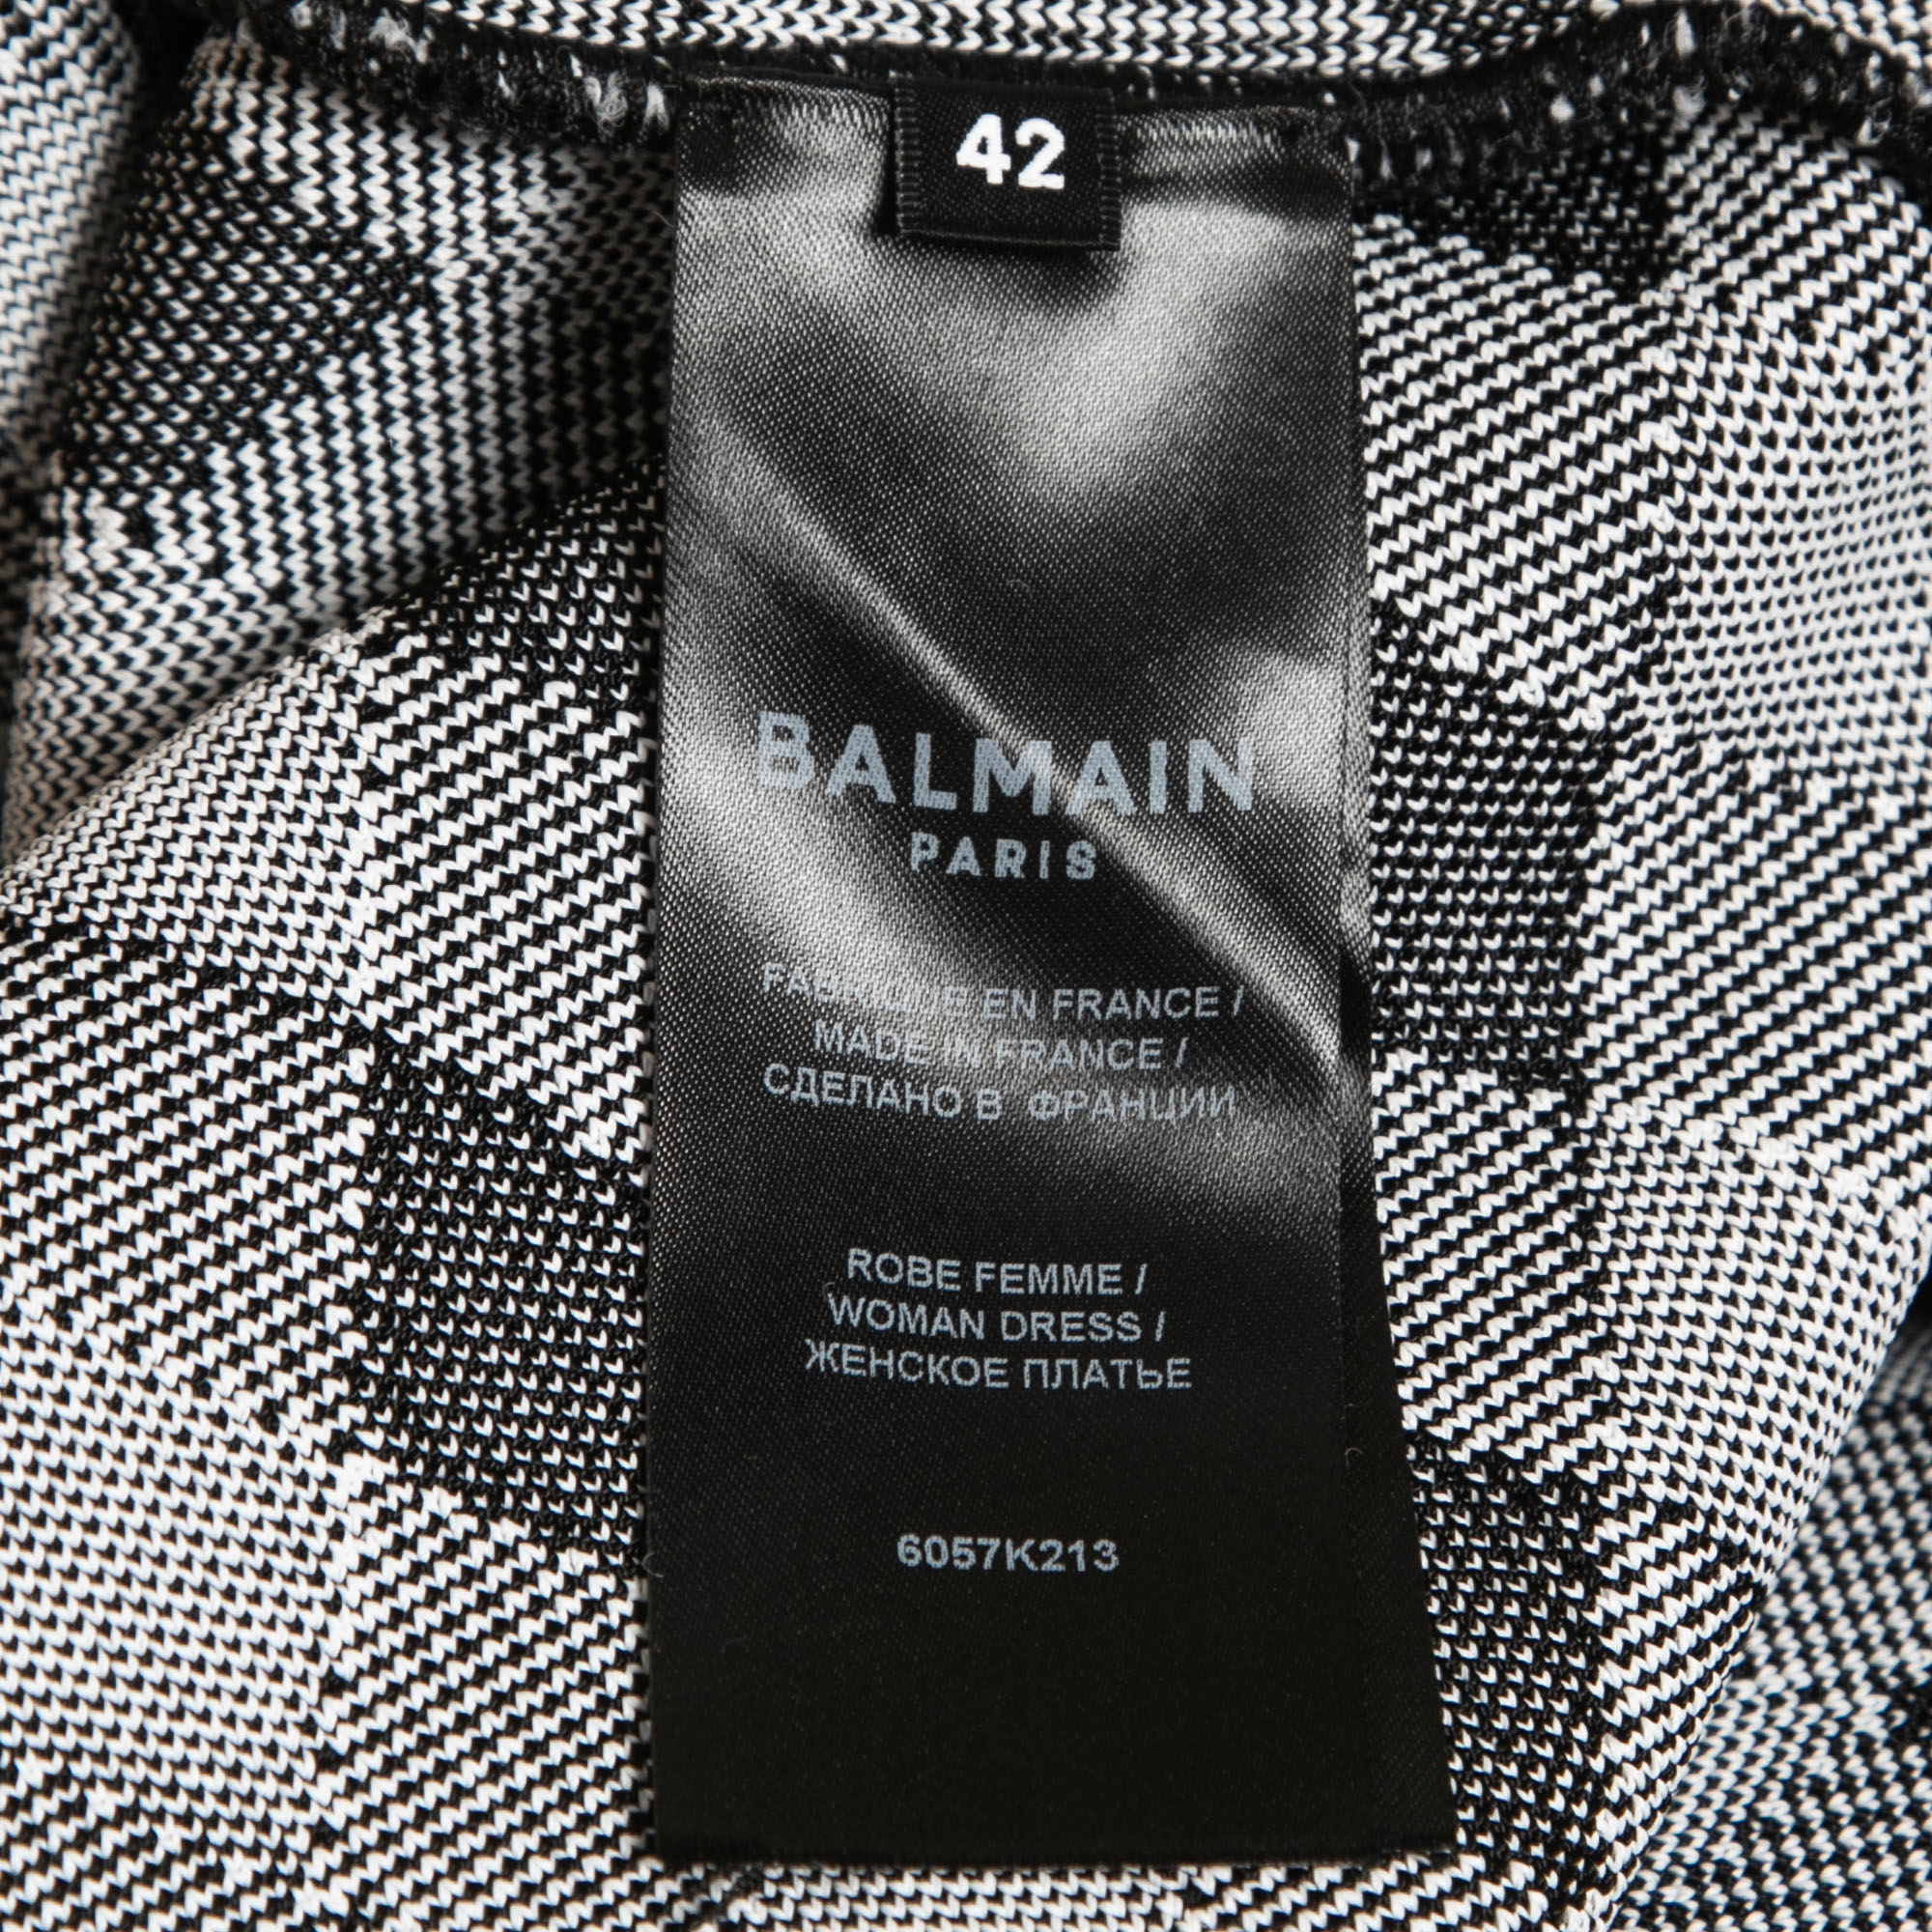 42
BALMAIN
PARIS
FABRIQUÉ EN FRANCE /
MADE IN FRANCE /
СДЕЛАНО В ФРАНЦИИ
ROBE FEMME /
WOMAN DRESS /
ЖЕНСКОЕ ПЛАТЬЕ
6057K213